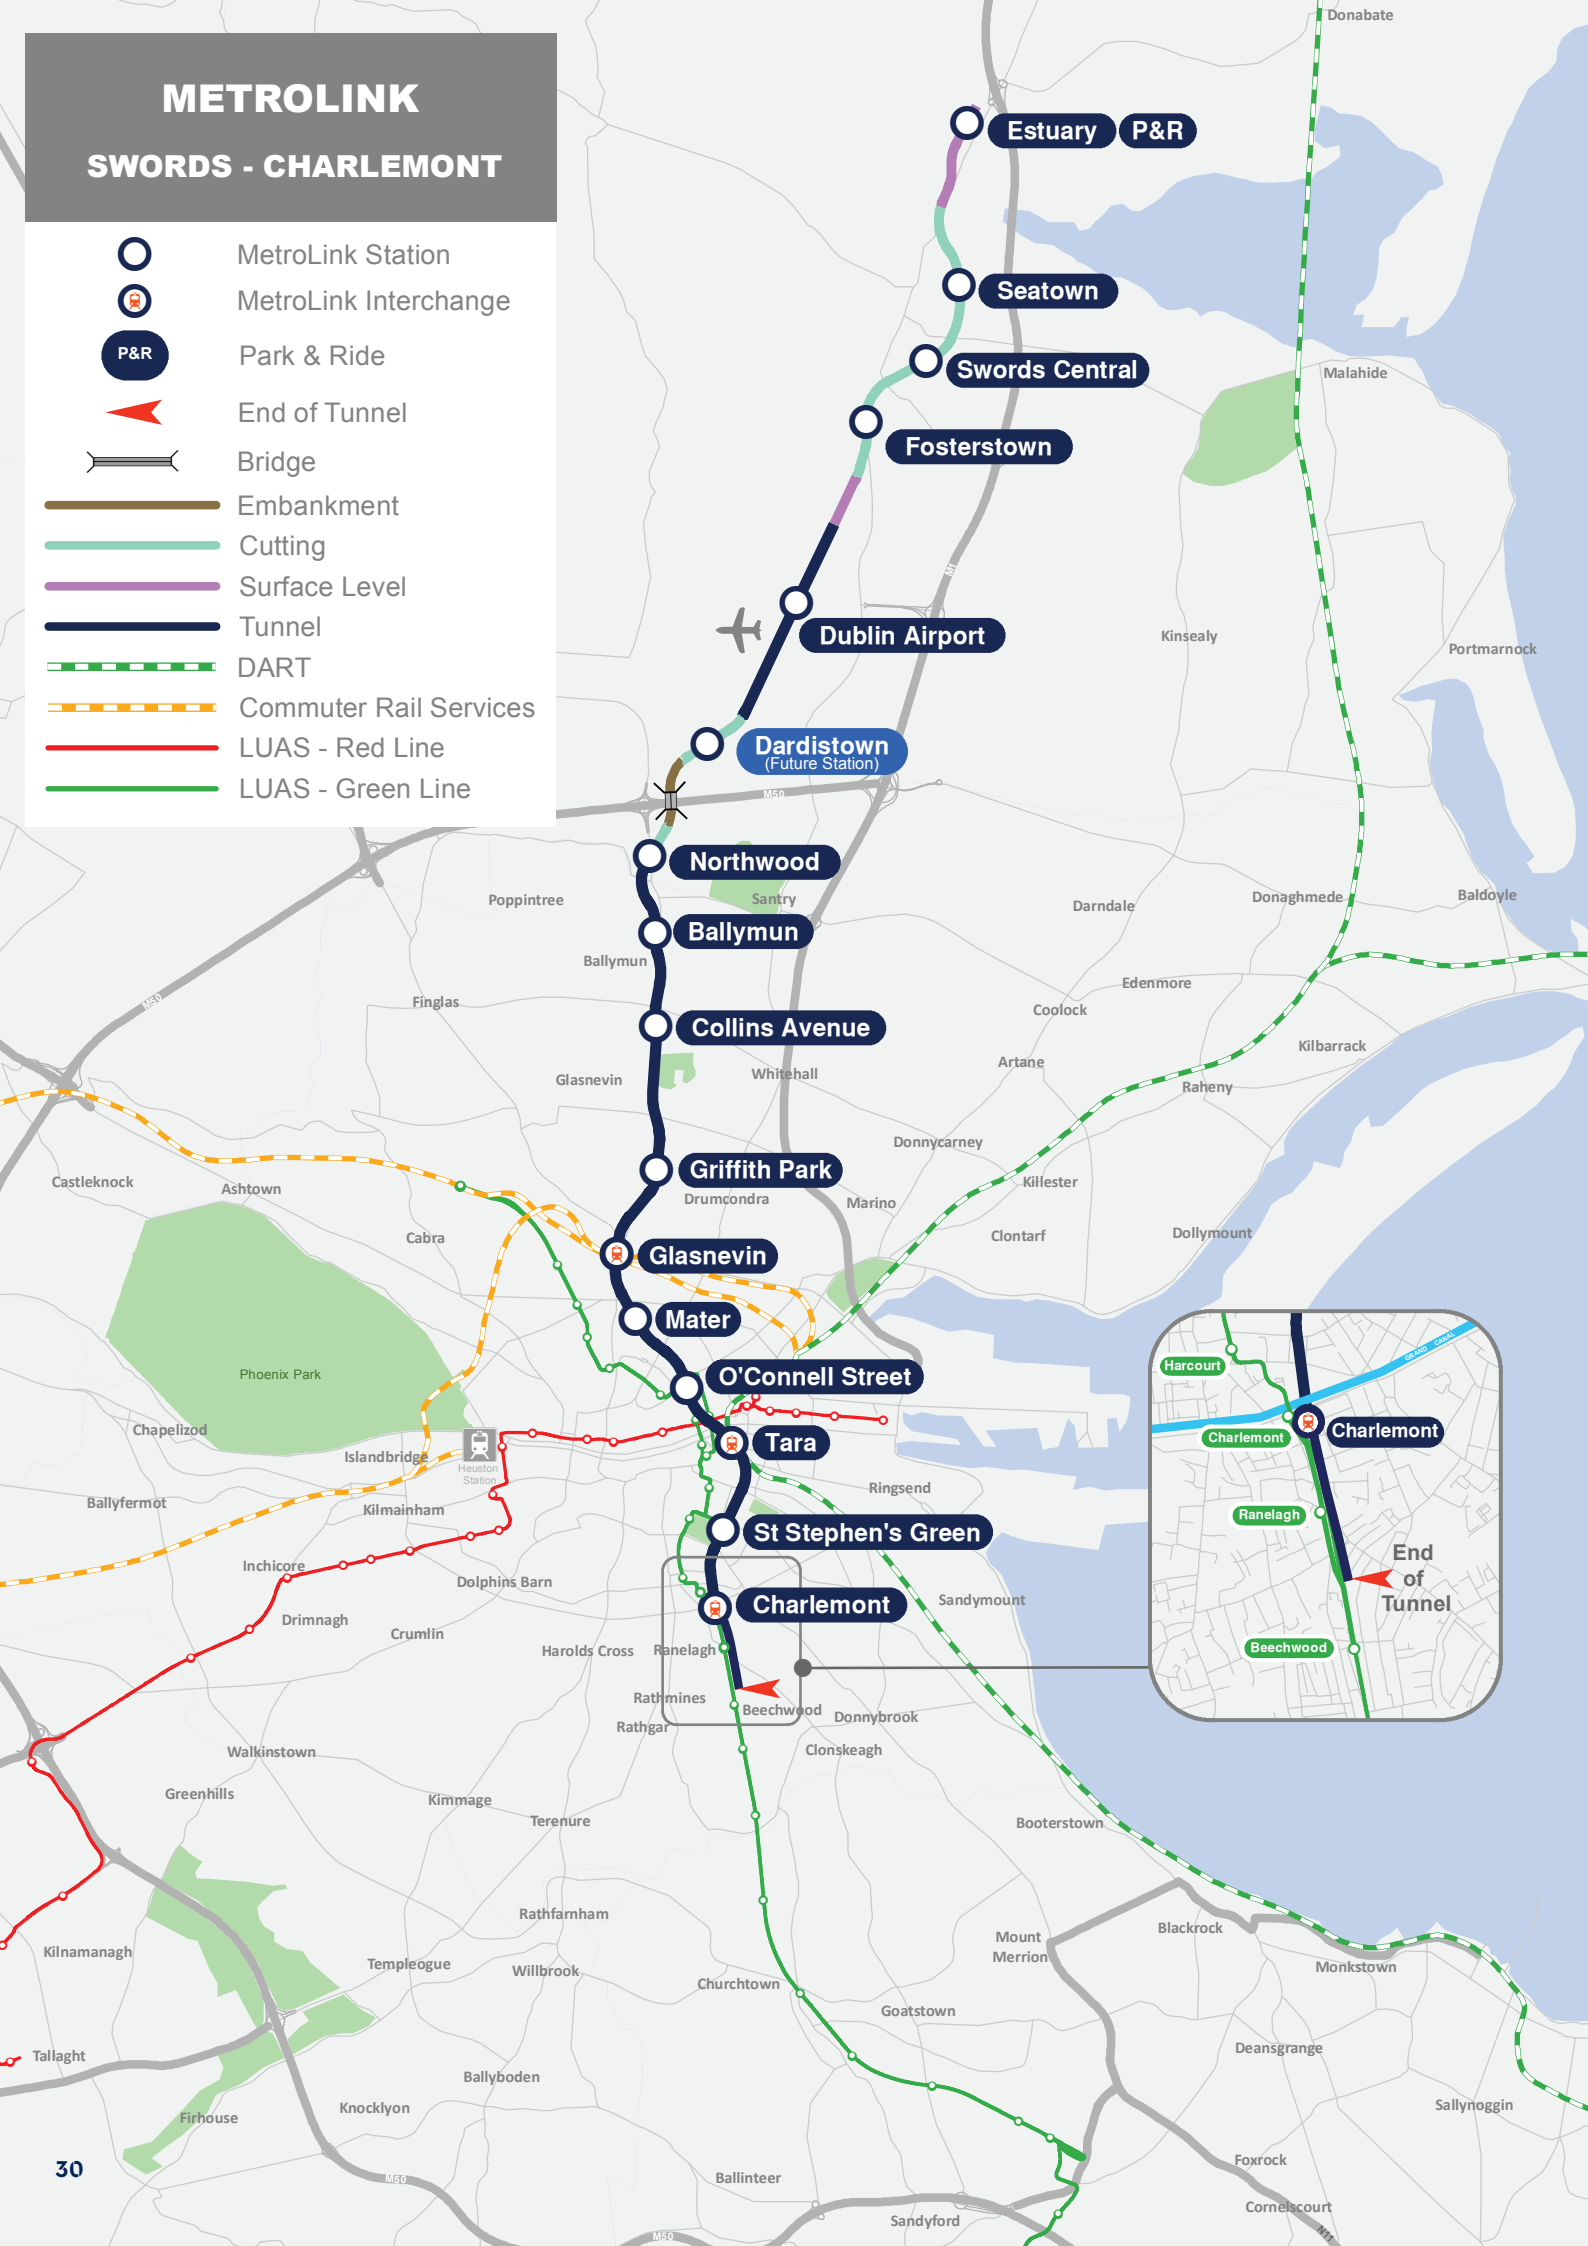 METROLINK
SWORDS - CHARLEMONT
MetroLink Station
MetroLink Interchange
P&R
Park & Ride
End of Tunnel
Bridge
Embankment
Cutting
Surface Level
Tunnel
DART
Commuter Rail Services
LUAS - Red Line
LUAS - Green Line
Donabate
Estuary
P&R
Seatown
Swords Central
Malahide
Fosterstown
M1
Dublin Airport
Kinsealy
Portmarnock
Dardistown
(Future Station)
M50
Northwood
Poppintree
Santry
Darndale
Donaghmede
Baldoyle
Ballymun
Ballymun
M50
Finglas
Edenmore
Coolock
Collins Avenue
Kilbarrack
Artane
Glasnevin
Whitehall
Raheny
Donnycarney
Griffith Park
Castleknock
Ashtown
Drumcondra
Marino
Killester
Cabra
Clontarf
Dollymount
Glasnevin
Mater
Phoenix Park
O'Connell Street
Chapelizod
Islandbridge
Heuston
Station
Tara
Ballyfermot
Kilmainham
Ringsend
St Stephen's Green
Inchicore
Dolphins Barn
Charlemont
Sandymount
Drimnagh
Crumlin
Harolds Cross
Ranelagh
Rathmines
Beechwood
Rathgar
Donnybrook
Clonskeagh
GRAND CANAL
Harcourt
Charlemont
Charlemont
Ranelagh
End
of
Tunnel
Beechwood
Walkinstown
Greenhills
Kimmage
Terenure
Booterstown
Rathfarnham
Mount
Merrion
Blackrock
Kilnamanagh
Templeogue
Willbrook
Churchtown
Monkstown
Goatstown
Tallaght
Deansgrange
Ballyboden
Firhouse
Knocklyon
Sallynoggin
30
M50
Ballinteer
Foxrock
Cornelscourt
Sandyford
M50
N11